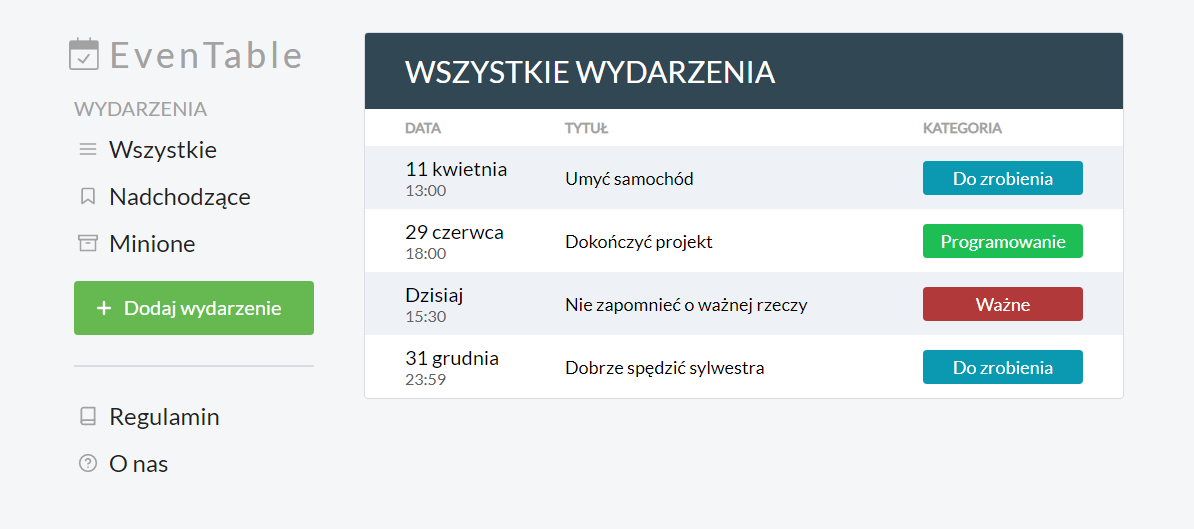 EvenTable
WYDARZENIA
Wszystkie
Nadchodzące
Minione
Dodaj wydarzenie
Regulamin
O nas
WSZYSTKIE WYDARZENIA
DATA TYTUŁ KATEGORIA
11 kwietnia
13:00
Umyć samochód
Do zrobienia
29 czerwca
18:00
Dokończyć projekt
Programowanie
Dzisiaj
15:30
Nie zapomnieć o ważnej rzeczy
Ważne
31 grudnia
23:59
Dobrze spędzić sylwestra
Do zrobienia